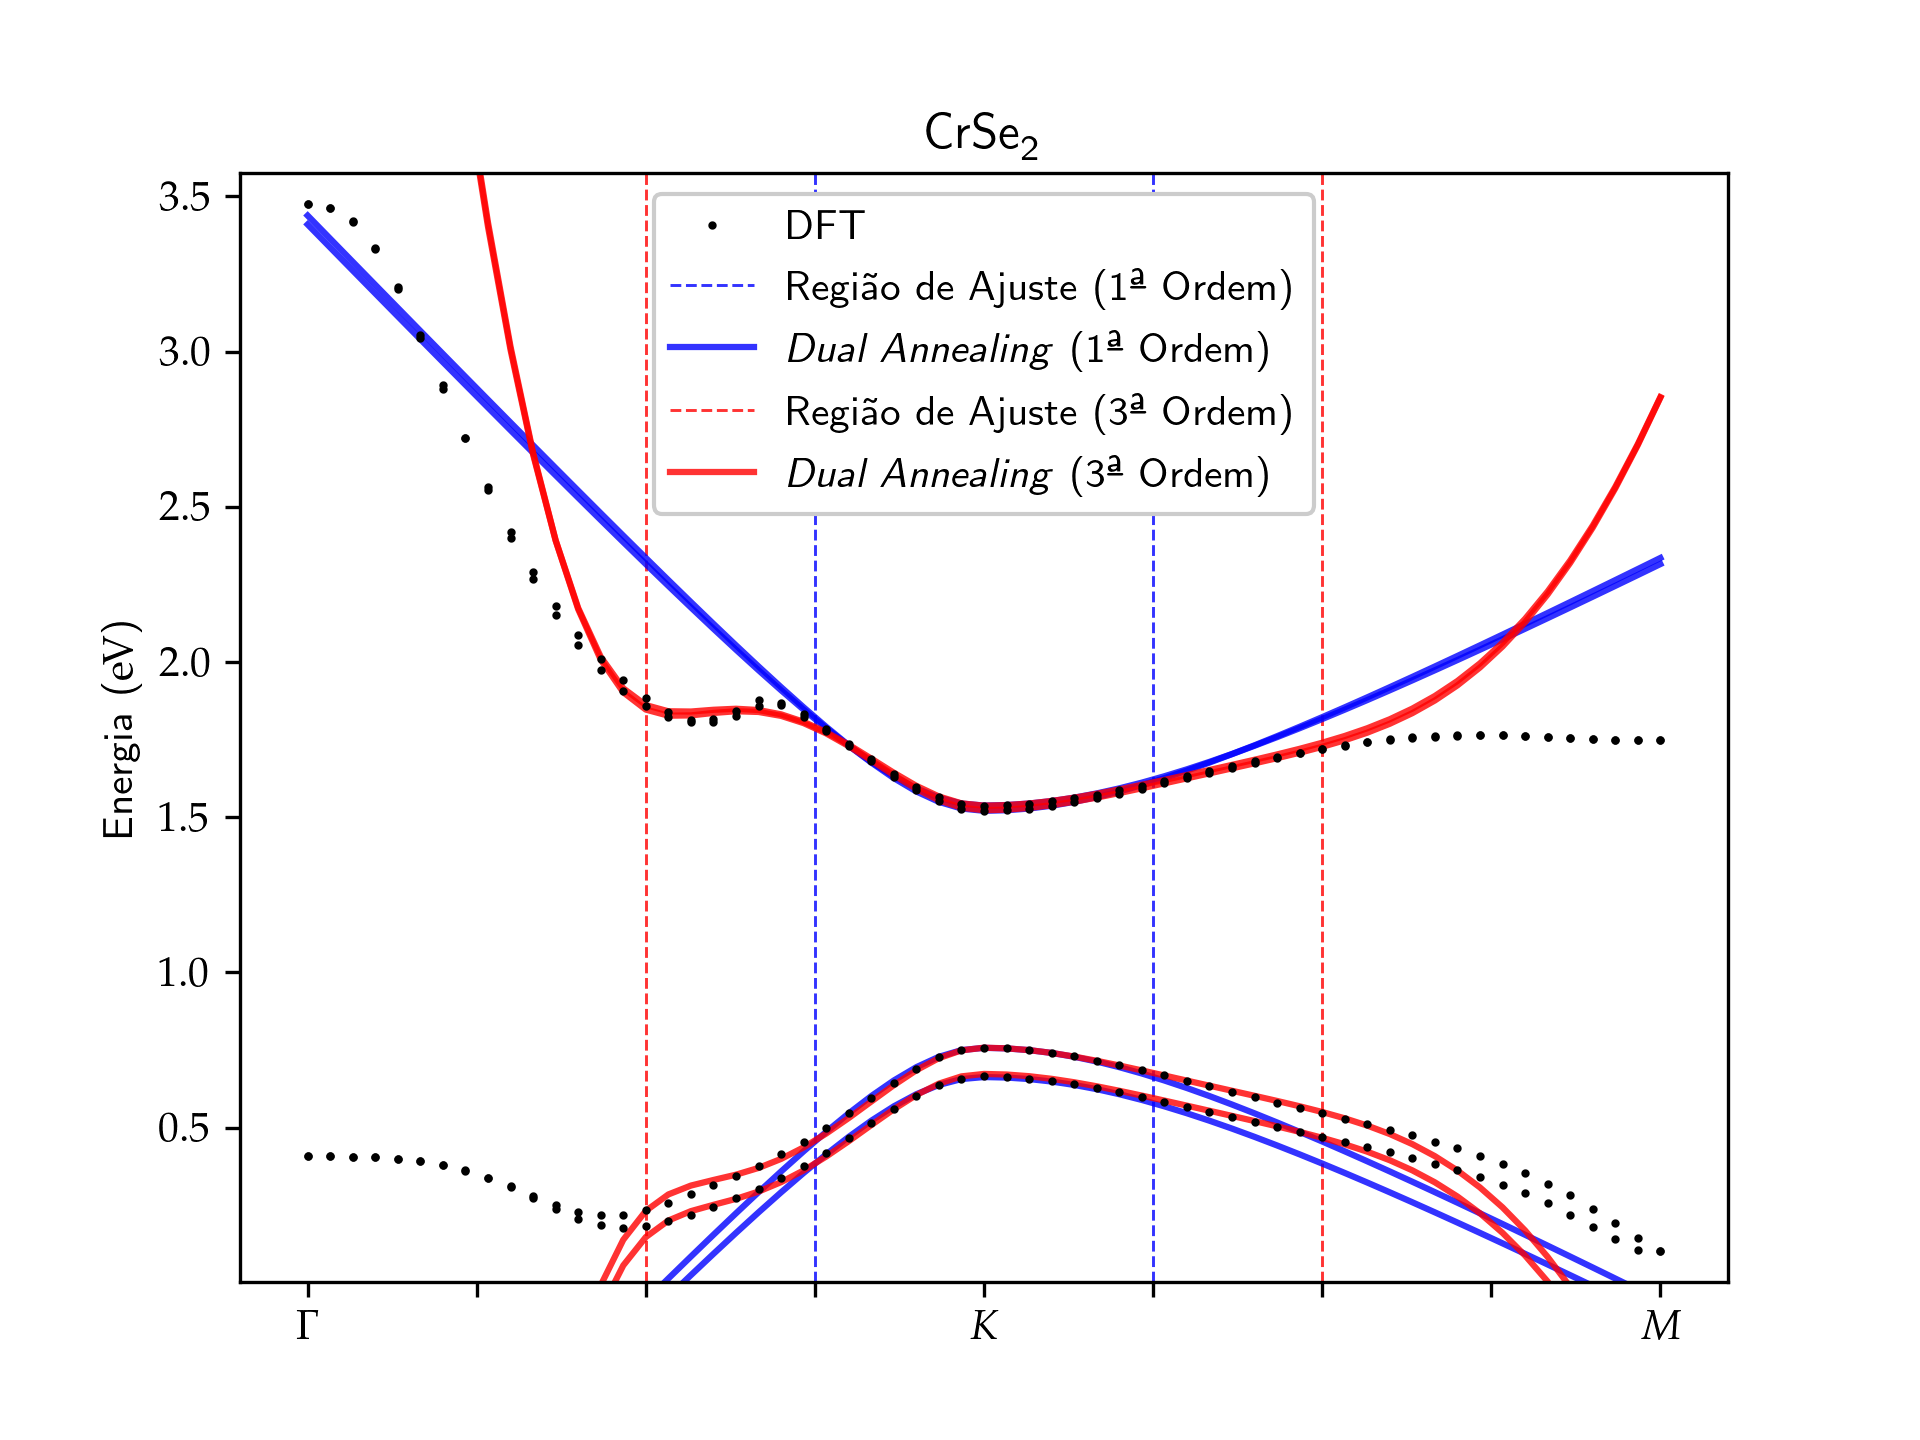 CrSe2
DFT
Região de Ajuste (1ª Ordem)
Dual Annealing (1ª Ordem)
Região de Ajuste (3ª Ordem)
Dual Annealing (3ª Ordem)
Energia (eV)
3.5
3.0
2.5
2.0
1.5
1.0
0.5
Γ K M